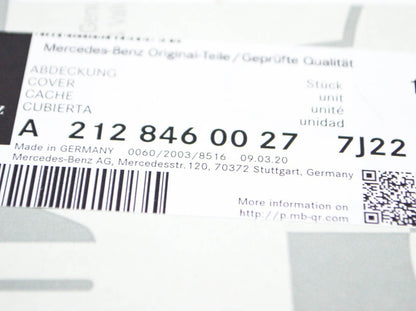 Mercedes-Benz Original-Teile / Geprüfte Qualität
ABDECKUNG Stück
COVER unit
CACHE unité
CUBIERTA unidad
A 212 846 00 27 7J22
Made in GERMANY 0060/2003/8516 09.03.20
Mercedes-Benz AG, Mercedesstr.120, 70372 Stuttgart, Germany
More information on
http://p.mb-qr.com/